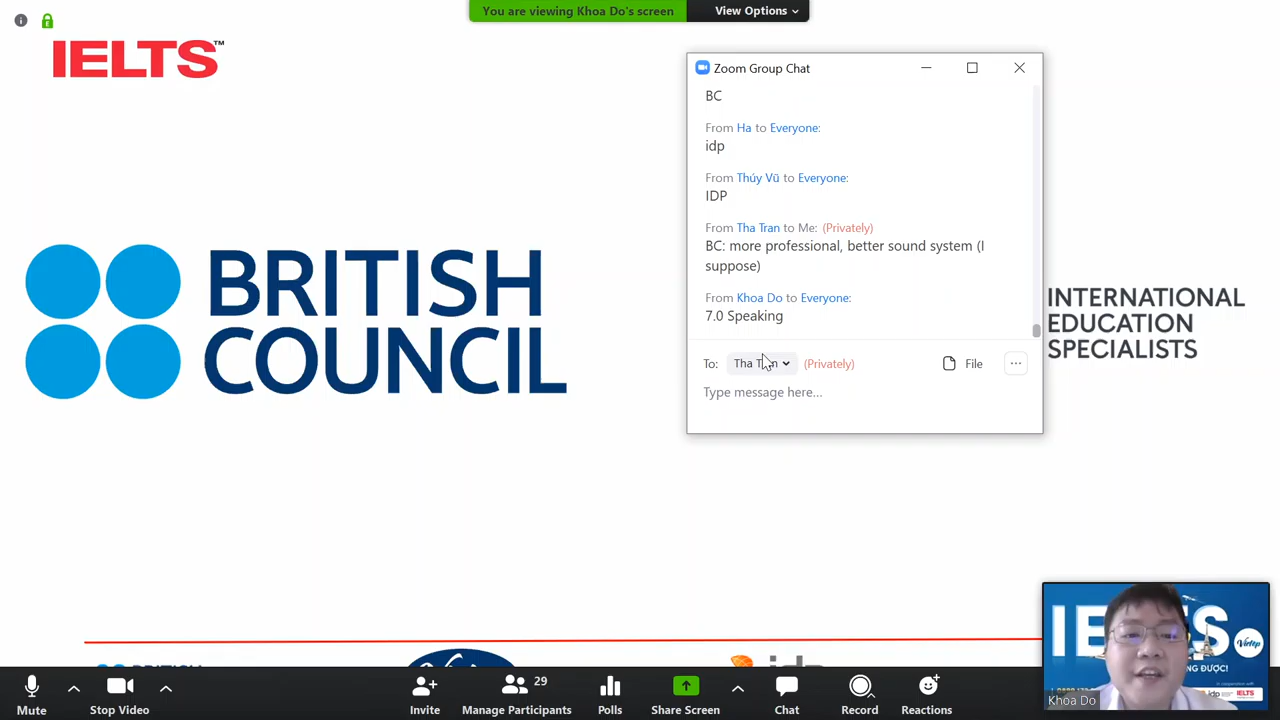 You are viewing Khoa Do's screen
View Options
IELTS™
Zoom Group Chat
BC
From Ha to Everyone:
idp
From Thúy Vũ to Everyone:
IDP
From Tha Tran to Me: (Privately)
BC: more professional, better sound system (I
suppose)
From Khoa Do to Everyone:
7.0 Speaking
To:
(Privately)
File
Type message here...
BRITISH
COUNCIL
INTERNATIONAL
EDUCATION
SPECIALISTS
Khoa Do
Mute
Stop Video
Invite
29
Manage Participants
Polls
Share Screen
Chat
Record
Reactions